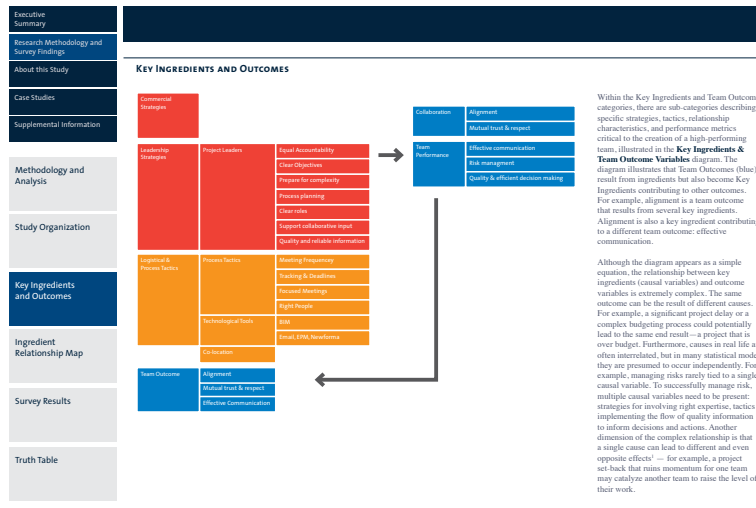 Executive
Summary
Research Methodology and
Survey Findings
About this Study
Case Studies
Supplemental Information
Methodology and
Analysis
Study Organization
Key Ingredients
and Outcomes
Ingredient
Relationship Map
Survey Results
Truth Table
KEY INGREDIENTS AND OUTCOMES
Commercial
Strategies
Leadership
Strategies
Project Leaders
Equal Accountability
Clear Objectives
Prepare for complexity
Process planning
Clear roles
Support collaborative input
Quality and reliable information
Logistical &
Process Tactics
Process Tactics
Meeting Frequencey
Tracking & Deadlines
Focused Meetings
Right People
Technological Tools
BIM
Email, EPM, Newforma
Co-location
Team Outcome
Alignment
Mutual trust & respect
Effective Communication
Collaboration
Alignment
Mutual trust & respect
Team
Performance
Effective communication
Risk managment
Quality & efficient decision making
Within the Key Ingredients and Team Outcom
categories, there are sub-categories describing
specific strategies, tactics, relationship
characteristics, and performance metrics
critical to the creation of a high-performing
team, illustrated in the Key Ingredients &
Team Outcome Variables diagram. The
diagram illustrates that Team Outcomes (blue)
result from ingredients but also become Key
Ingredients contributing to other outcomes.
For example, alignment is a team outcome
that results from several key ingredients.
Alignment is also a key ingredient contributing
to a different team outcome: effective
communication.
Although the diagram appears as a simple
equation, the relationship between key
ingredients (causal variables) and outcome
variables is extremely complex. The same
outcome can be the result of different causes.
For example, a significant project delay or a
complex budgeting process could potentially
lead to the same end result—a project that is
over budget. Furthermore, causes in real life a
often interrelated, but in many statistical mode
they are presumed to occur independently. For
example, managing risks rarely tied to a single
causal variable. To successfully manage risk,
multiple causal variables need to be present:
strategies for involving right expertise, tactics
implementing the flow of quality information
to inform decisions and actions. Another
dimension of the complex relationship is that
a single cause can lead to different and even
opposite effects¹ — for example, a project
set-back that ruins momentum for one team
may catalyze another team to raise the level of
their work.